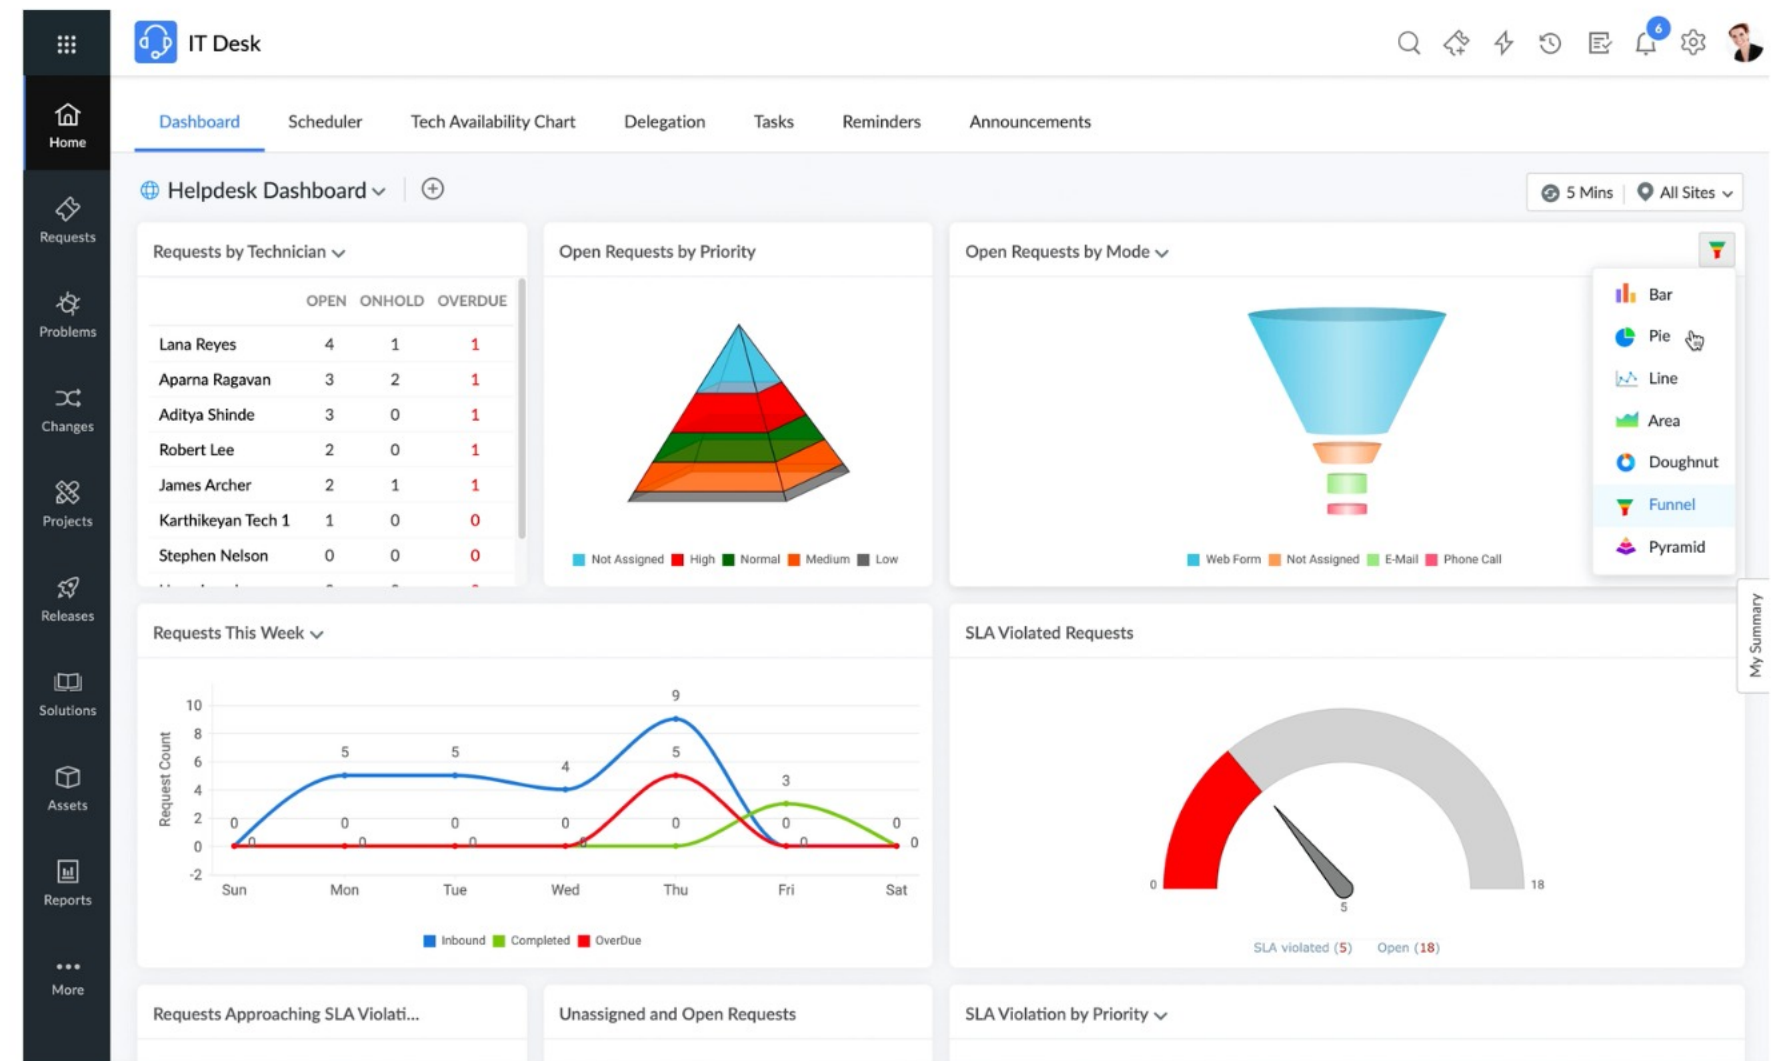 IT Desk
6
Home
Requests
Problems
Changes
Projects
Releases
Solutions
Assets
Reports
More
Dashboard Scheduler Tech Availability Chart Delegation Tasks Reminders Announcements
Helpdesk Dashboard
5 Mins All Sites
Requests by Technician
OPEN ONHOLD OVERDUE
Lana Reyes 4 1 1
Aparna Ragavan 3 2 1
Aditya Shinde 3 0 1
Robert Lee 2 0 1
James Archer 2 1 1
Karthikeyan Tech 1 1 0 0
Stephen Nelson 0 0 0
Open Requests by Priority
Not Assigned High Normal Medium Low
Open Requests by Mode
Web Form Not Assigned E-Mail Phone Call
Bar
Pie
Line
Area
Doughnut
Funnel
Pyramid
My Summary
Requests This Week
Request Count
10
8
6
4
2
0
-2
9
5 5 5
4
3
0 0 0 0 0 0 0
0 0 0 0 0 0
Sun Mon Tue Wed Thu Fri Sat
Inbound Completed OverDue
SLA Violated Requests
0 18
5
SLA violated (5) Open (18)
Requests Approaching SLA Violati...
Unassigned and Open Requests
SLA Violation by Priority